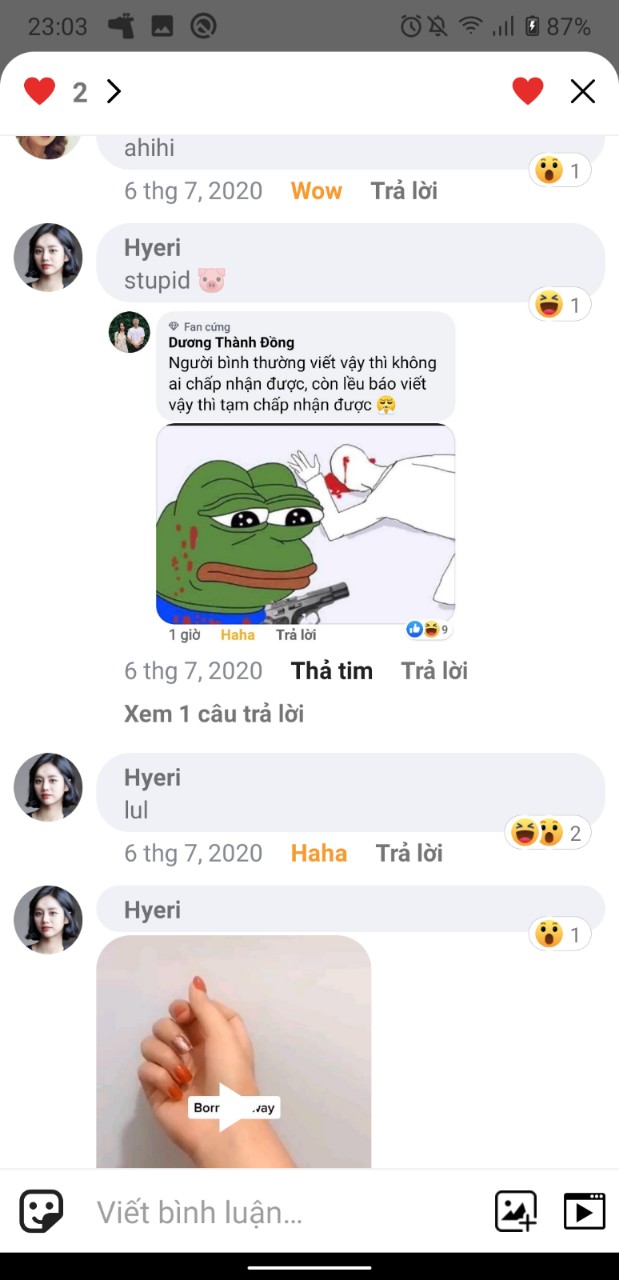 23:03
87%
2
ahihi
1
6 thg 7, 2020 Wow Trả lời
Hyeri
stupid 🐷
1
Fan cứng
Dương Thành Đồng
Người bình thường viết vậy thì không
ai chấp nhận được, còn lều báo viết
vậy thì tạm chấp nhận được 😤
1 giờ Haha Trả lời
9
6 thg 7, 2020 Thả tim Trả lời
Xem 1 câu trả lời
Hyeri
lul
2
6 thg 7, 2020 Haha Trả lời
Hyeri
1
Viết bình luận...